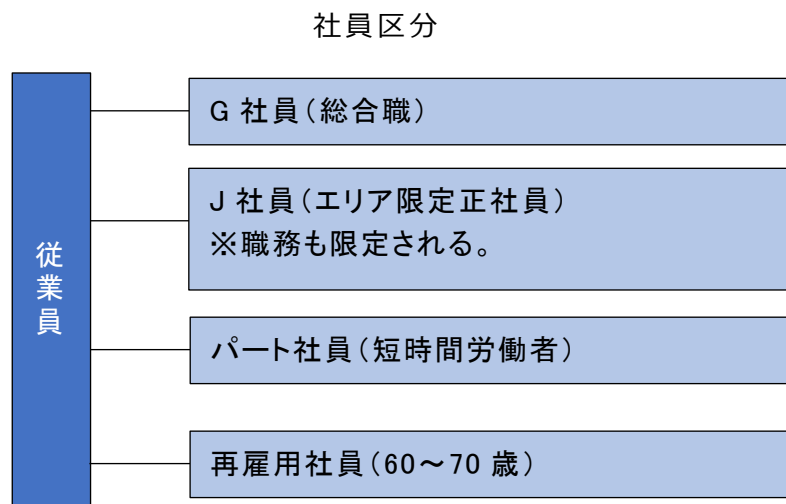 社員区分
従業員
G 社員（総合職）
J 社員（エリア限定正社員）
※職務も限定される。
パート社員（短時間労働者）
再雇用社員（60～70 歳）